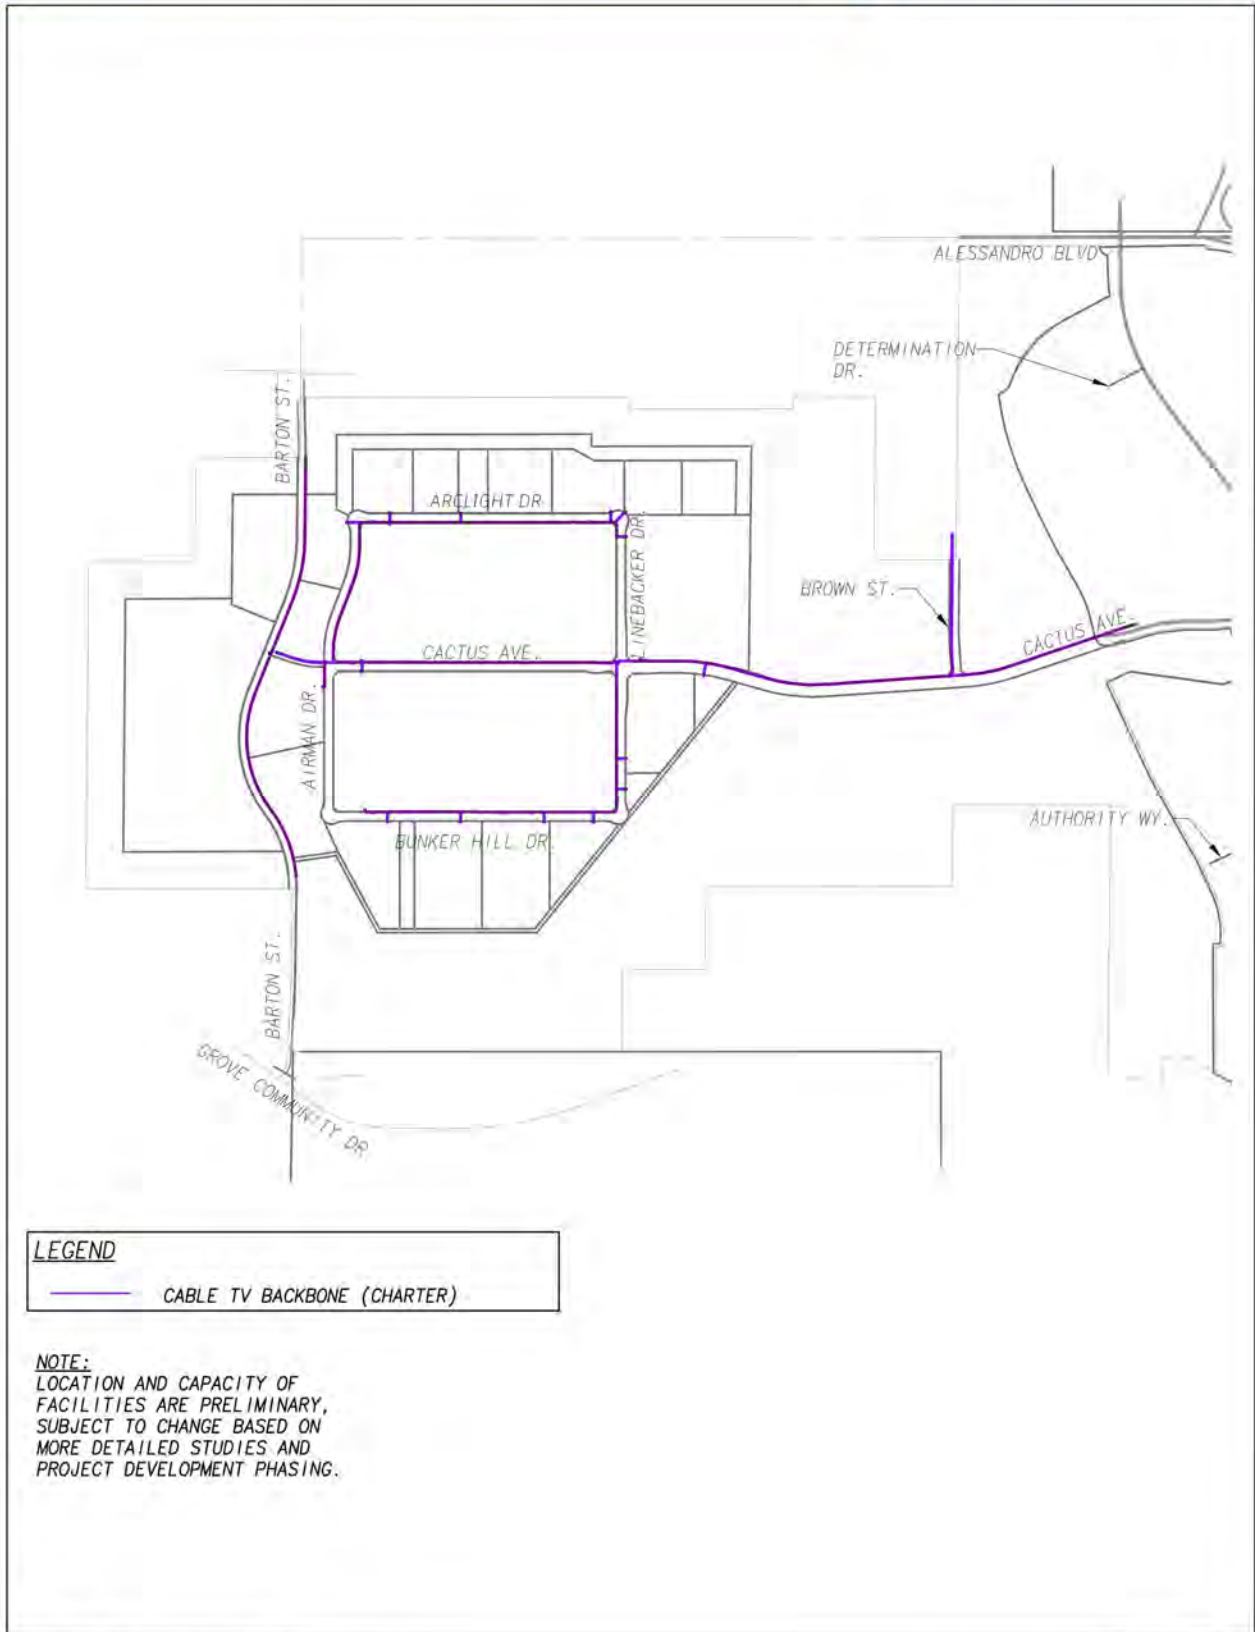 ALESSANDRO BLVD
DETERMINATION
DR.
BARTON ST.
ARCLIGHT DR
LINEBACKER DR.
BROWN ST.
CACTUS AVE.
CACTUS AVE.
AIRMAN DR.
BUNKER HILL DR.
AUTHORITY WY.
BARTON ST.
GROVE COMMUNITY DR
LEGEND
CABLE TV BACKBONE (CHARTER)
NOTE:
LOCATION AND CAPACITY OF
FACILITIES ARE PRELIMINARY,
SUBJECT TO CHANGE BASED ON
MORE DETAILED STUDIES AND
PROJECT DEVELOPMENT PHASING.